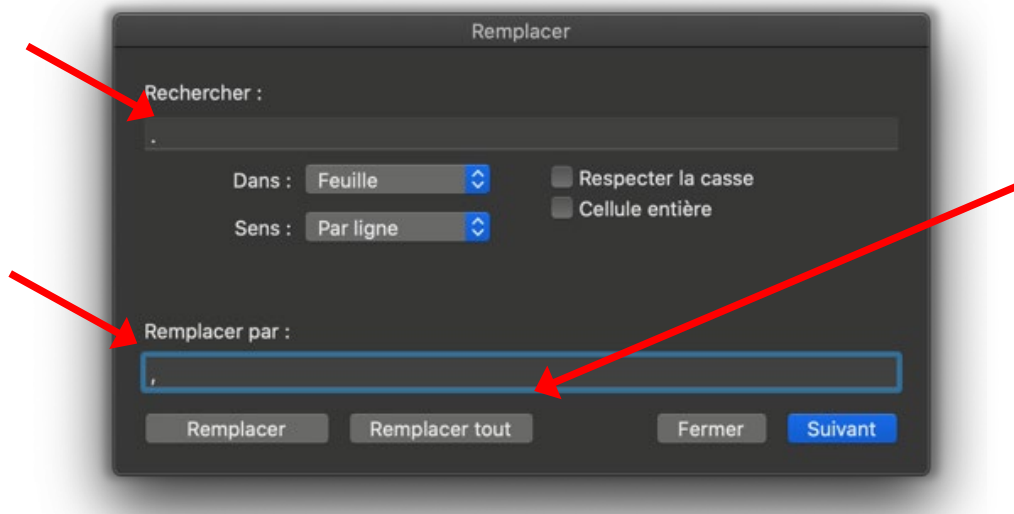 Remplacer
Rechercher :
.
Dans : Feuille Respecter la casse
Cellule entière
Sens : Par ligne
Remplacer par :
,
Remplacer Remplacer tout Fermer Suivant